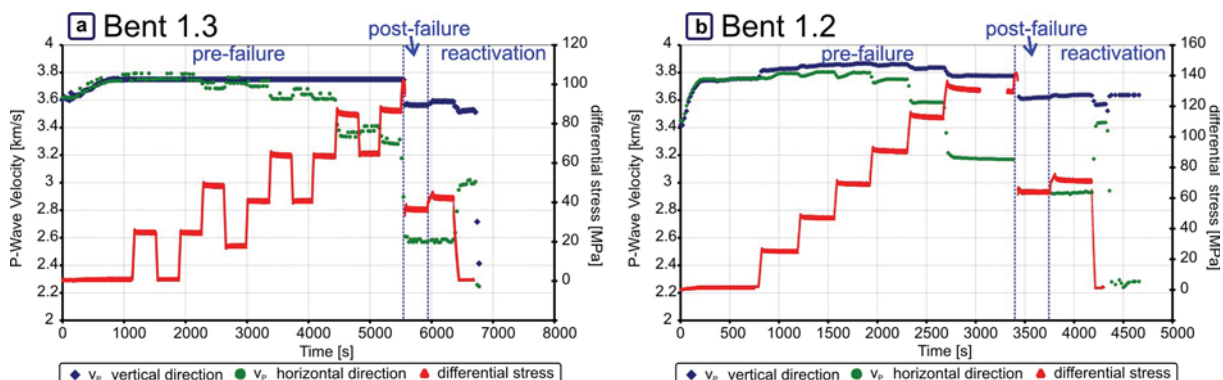 a Bent 1.3
post-failure
pre-failure
reactivation
4
3.8
3.6
3.4
3.2
3
2.8
2.6
2.4
2.2
2
P-Wave Velocity [km/s]
120
100
80
60
40
20
0
differential stress [MPa]
0 1000 2000 3000 4000 5000 6000 7000 8000
Time [s]
vP vertical direction vP horizontal direction differential stress
b Bent 1.2
post-failure
pre-failure
reactivation
4
3.8
3.6
3.4
3.2
3
2.8
2.6
2.4
2.2
2
P-Wave Velocity [km/s]
160
140
120
100
80
60
40
20
0
differential stress [MPa]
0 500 1000 1500 2000 2500 3000 3500 4000 4500 5000
Time [s]
vP vertical direction vP horizontal direction differential stress